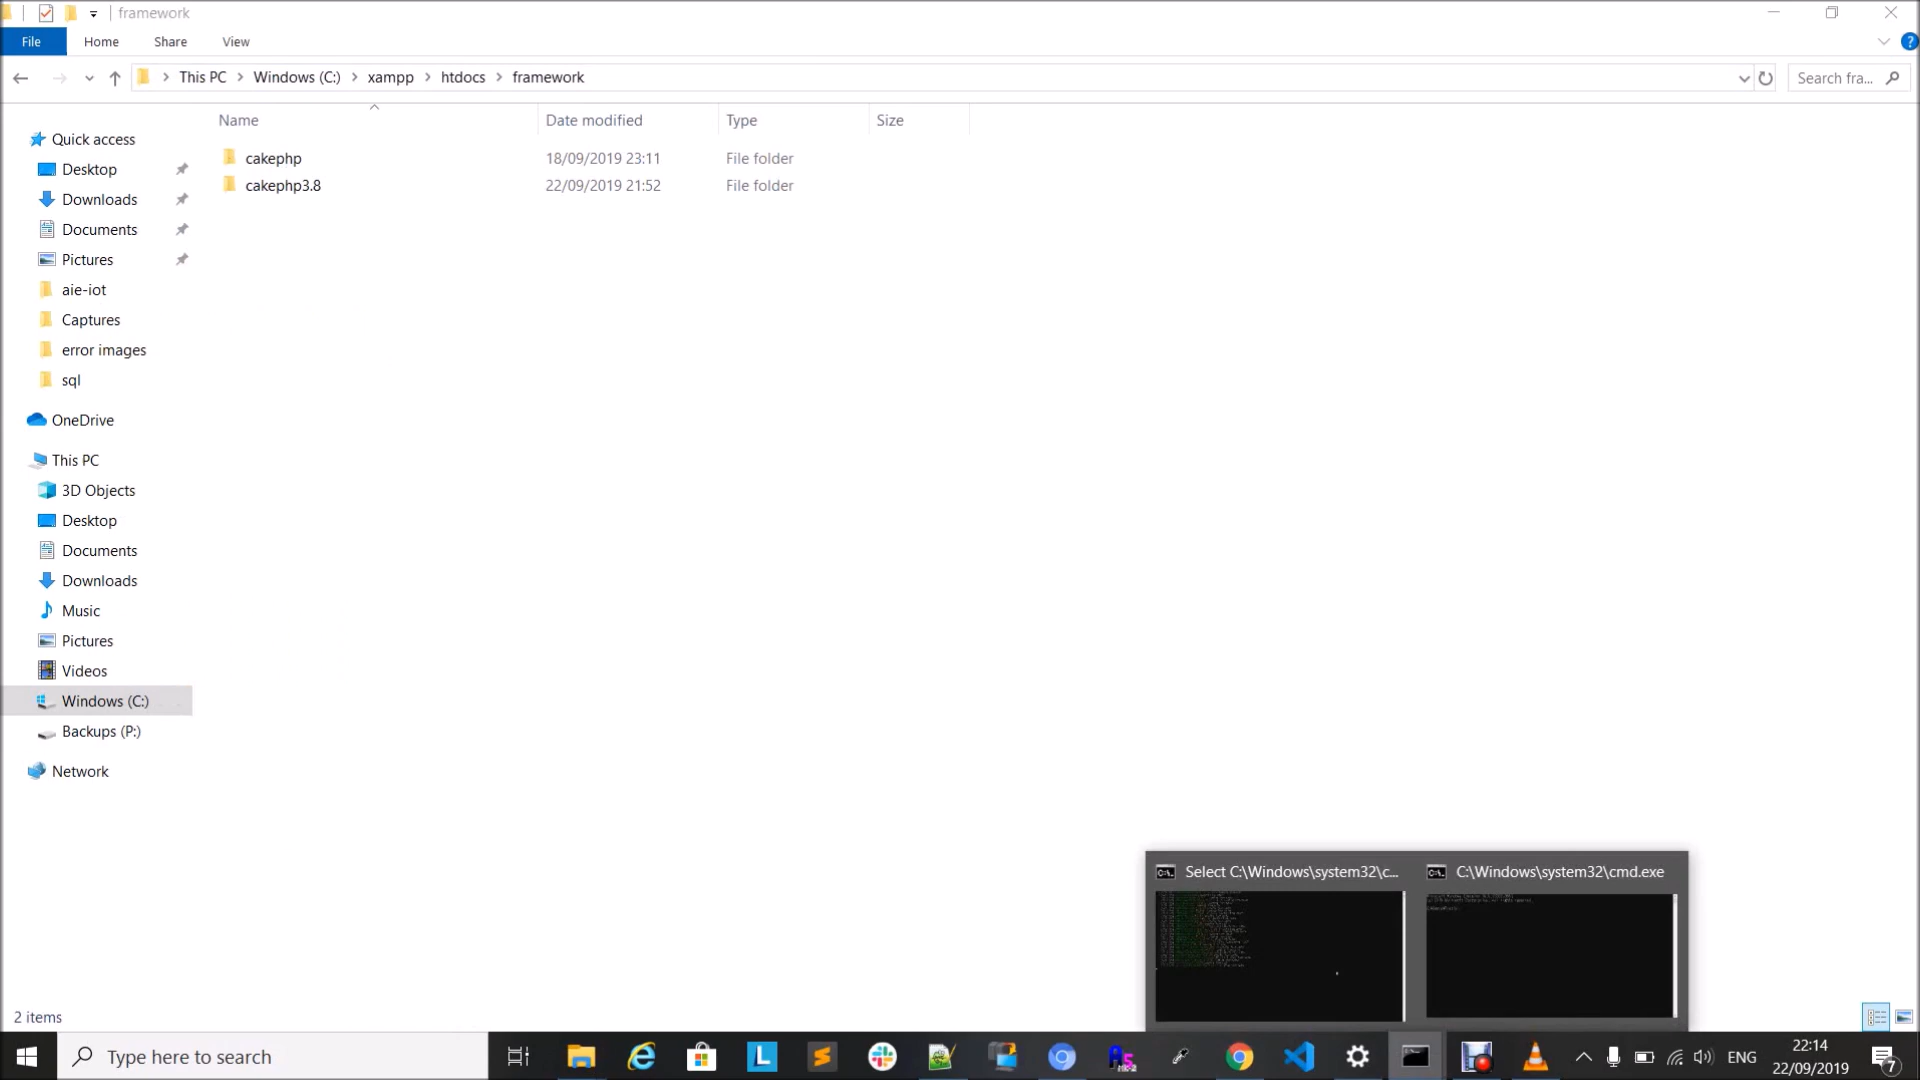 framework
File Home Share View
This PC Windows (C:) xampp htdocs framework
Search fra...
Name Date modified Type Size
cakephp 18/09/2019 23:11 File folder
cakephp3.8 22/09/2019 21:52 File folder
Quick access
Desktop
Downloads
Documents
Pictures
aie-iot
Captures
error images
sql
OneDrive
This PC
3D Objects
Desktop
Documents
Downloads
Music
Pictures
Videos
Windows (C:)
Backups (P:)
Network
Select C:\Windows\system32\c...
C:\Windows\system32\cmd.exe
2 items
Type here to search
ENG
22:14
22/09/2019
7